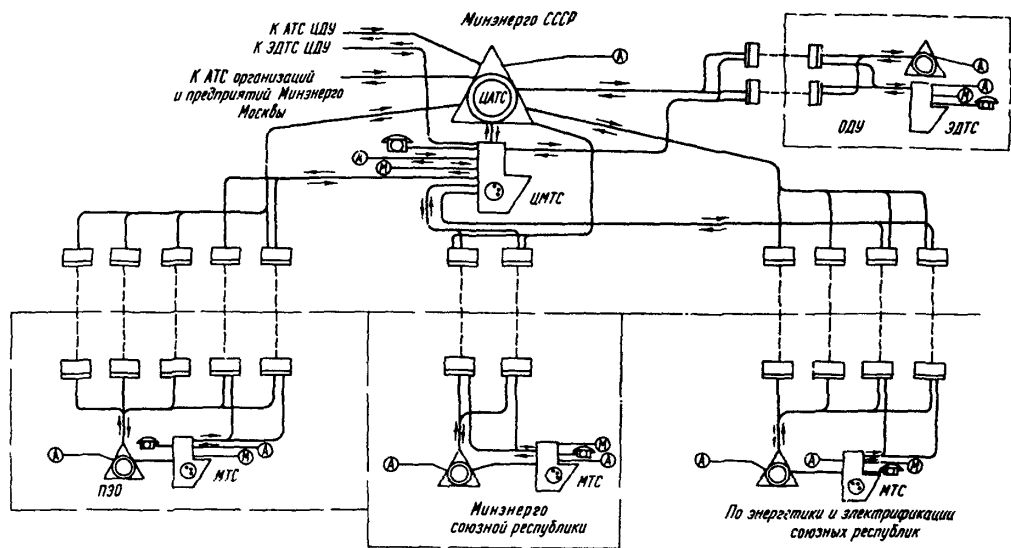 Минэнерго СССР
К АТС ЦДУ
К ЭДТС ЦДУ
К АТС организаций
и предприятий Минэнерго
Москвы
ЦАТС
А
А
М
А
ОДУ
ЭДТС
А
М
ЦМТС
А
М
А
ПЭО
МТС
А
М
А
МТС
Минэнерго
союзной республики
А
А
М
МТС
По энергетики и электрификации
союзных республик